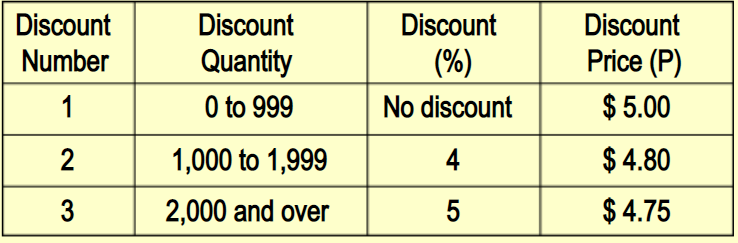 Discount Number Discount Quantity Discount (%) Discount Price (P)
1 0 to 999 No discount $ 5.00
2 1,000 to 1,999 4 $ 4.80
3 2,000 and over 5 $ 4.75